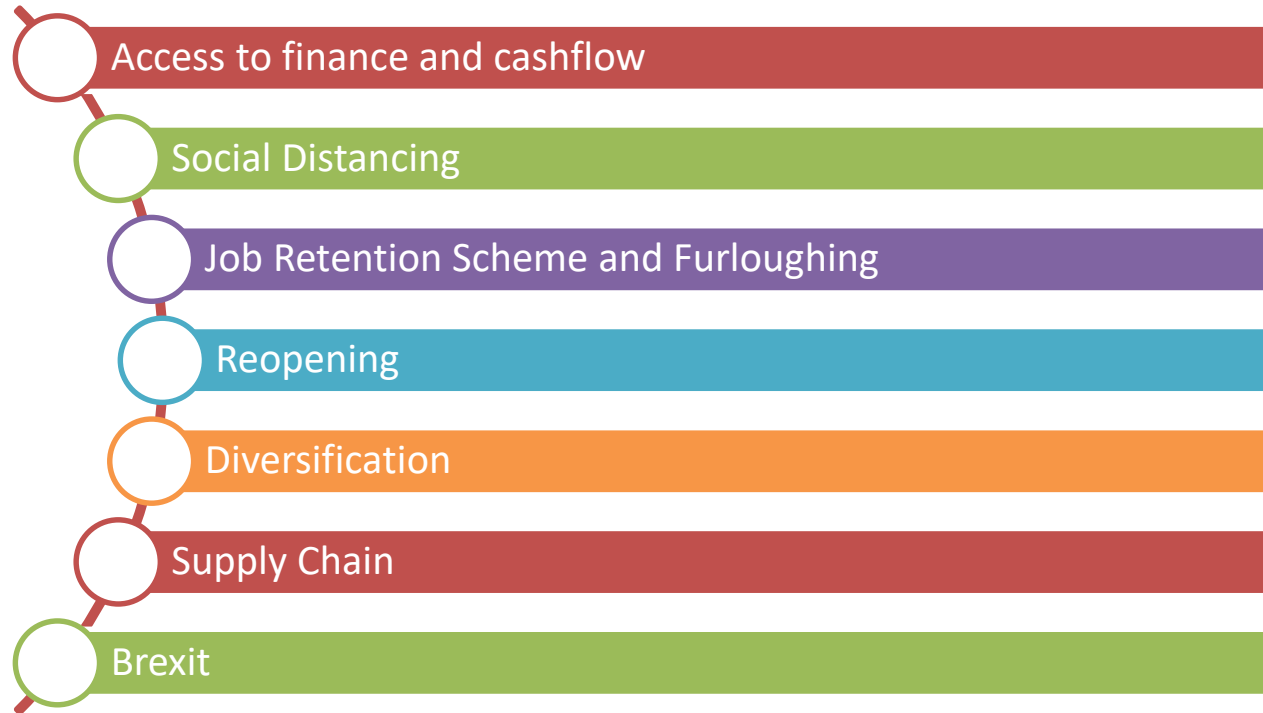 Access to finance and cashflow
Social Distancing
Job Retention Scheme and Furloughing
Reopening
Diversification
Supply Chain
Brexit